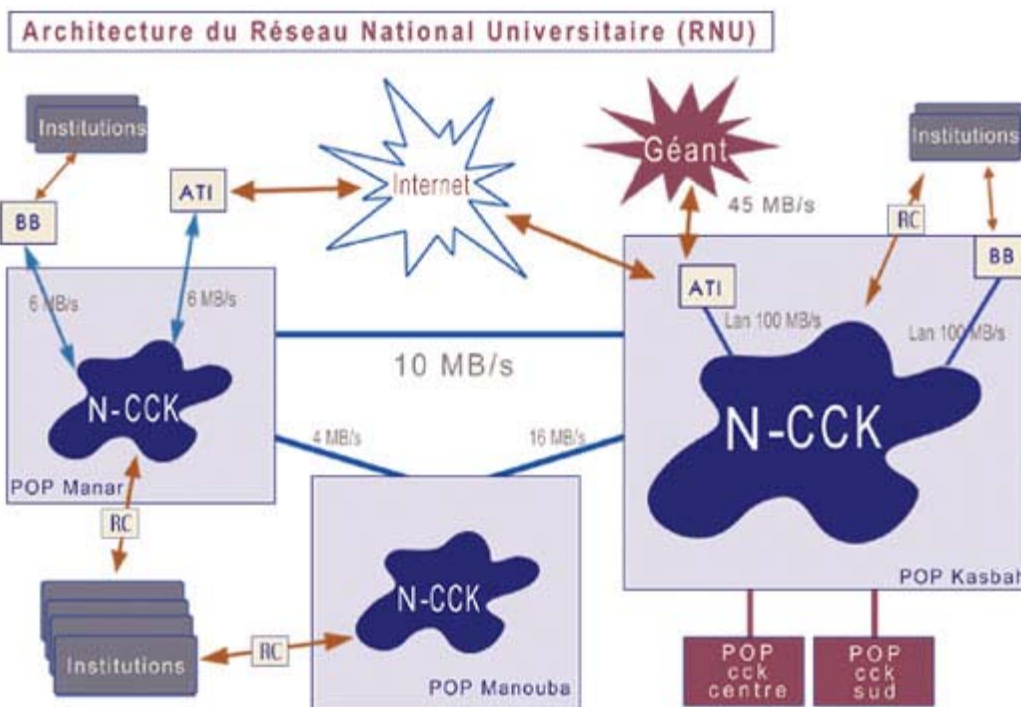 Architecture du Réseau National Universitaire (RNU)
Institutions
BB
ATI
Internet
Géant
45 MB/s
Institutions
RC
BB
6 MB/s
6 MB/s
N-CCK
POP Manar
10 MB/s
4 MB/s
16 MB/s
ATI
Lan 100 MB/s
Lan 100 MB/s
N-CCK
POP Kasbah
RC
Institutions
RC
N-CCK
POP Manouba
POP
cck
centre
POP
cck
sud